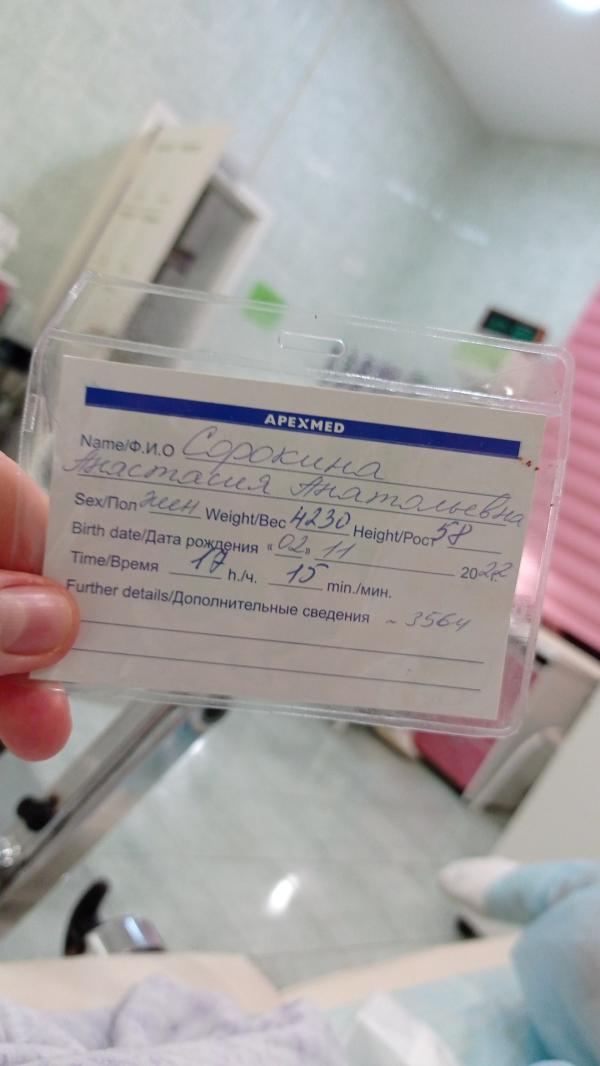 APEXMED
Name/Ф.И.О Сорокина
Анастасия Анатольевна
Sex/Пол жен Weight/Вес 4230 Height/Рост 58
Birth date/Дата рождения «02» 11 2022г.
Time/Время 17 h./ч. 15 min./мин.
Further details/Дополнительные сведения ~ 3564